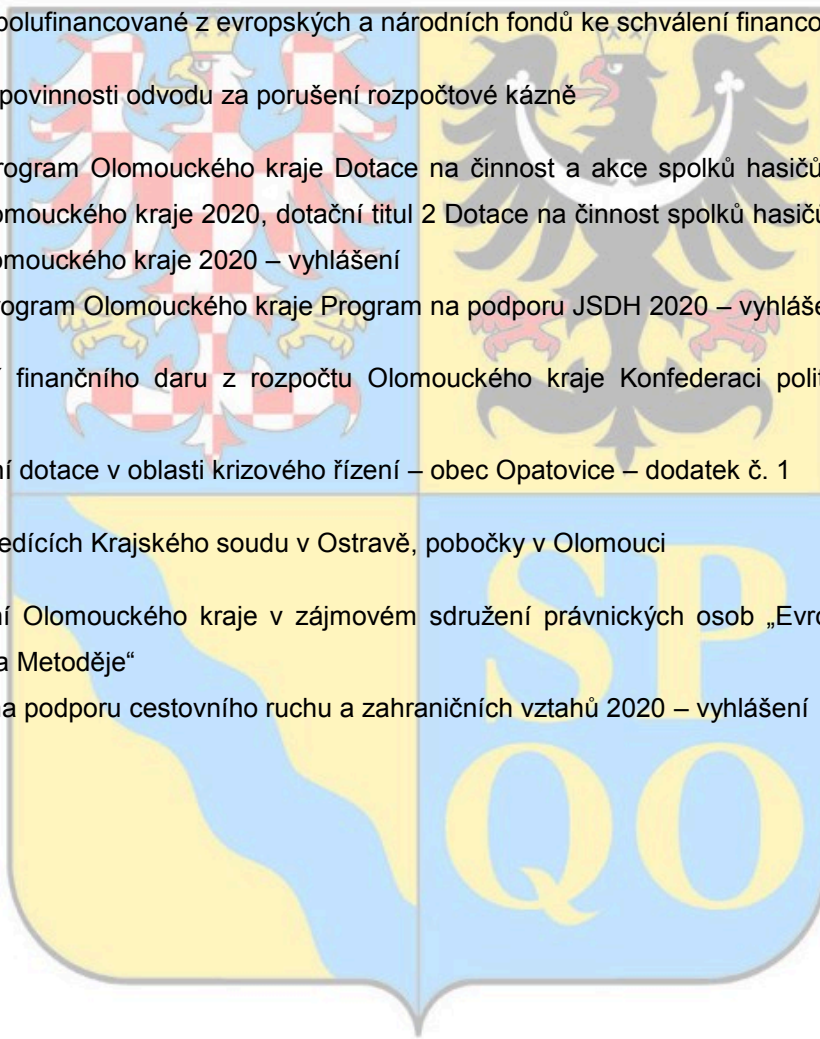 polufinancované z evropských a národních fondů ke schválení financo
povinnosti odvodu za porušení rozpočtové kázně
rogram Olomouckého kraje Dotace na činnost a akce spolků hasičů
omouckého kraje 2020, dotační titul 2 Dotace na činnost spolků hasičů
omouckého kraje 2020 – vyhlášení
rogram Olomouckého kraje Program na podporu JSDH 2020 – vyhláše
í finančního daru z rozpočtu Olomouckého kraje Konfederaci polit
ní dotace v oblasti krizového řízení – obec Opatovice – dodatek č. 1
edících Krajského soudu v Ostravě, pobočky v Olomouci
ní Olomouckého kraje v zájmovém sdružení právnických osob „Evro
a Metoděje“
na podporu cestovního ruchu a zahraničních vztahů 2020 – vyhlášení
SP
QO